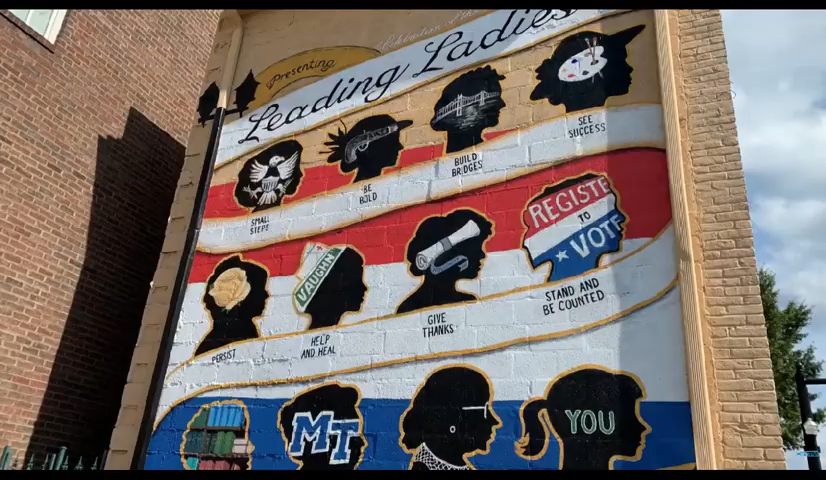 Presenting
Leading Ladies
SMALL
STEPS
BE
BOLD
BUILD
BRIDGES
SEE
SUCCESS
PERSIST
VAUGHN
HELP
AND HEAL
GIVE
THANKS
REGISTE
TO
VOTE
STAND AND
BE COUNTED
MT
YOU